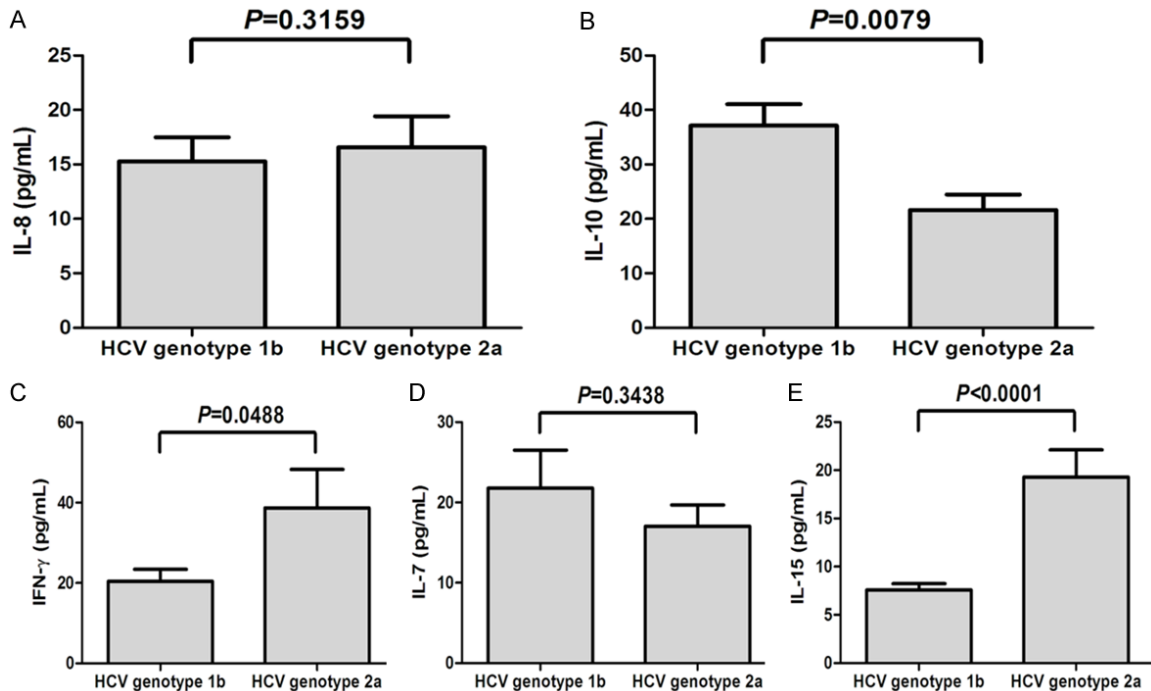 A
P=0.3159
25
20
15
10
5
0
IL-8 (pg/mL)
HCV genotype 1b
HCV genotype 2a
B
P=0.0079
50
40
30
20
10
0
IL-10 (pg/mL)
HCV genotype 1b
HCV genotype 2a
C
P=0.0488
60
40
20
0
IFN-γ (pg/mL)
HCV genotype 1b
HCV genotype 2a
D
P=0.3438
30
20
10
0
IL-7 (pg/mL)
HCV genotype 1b
HCV genotype 2a
E
P<0.0001
25
20
15
10
5
0
IL-15 (pg/mL)
HCV genotype 1b
HCV genotype 2a